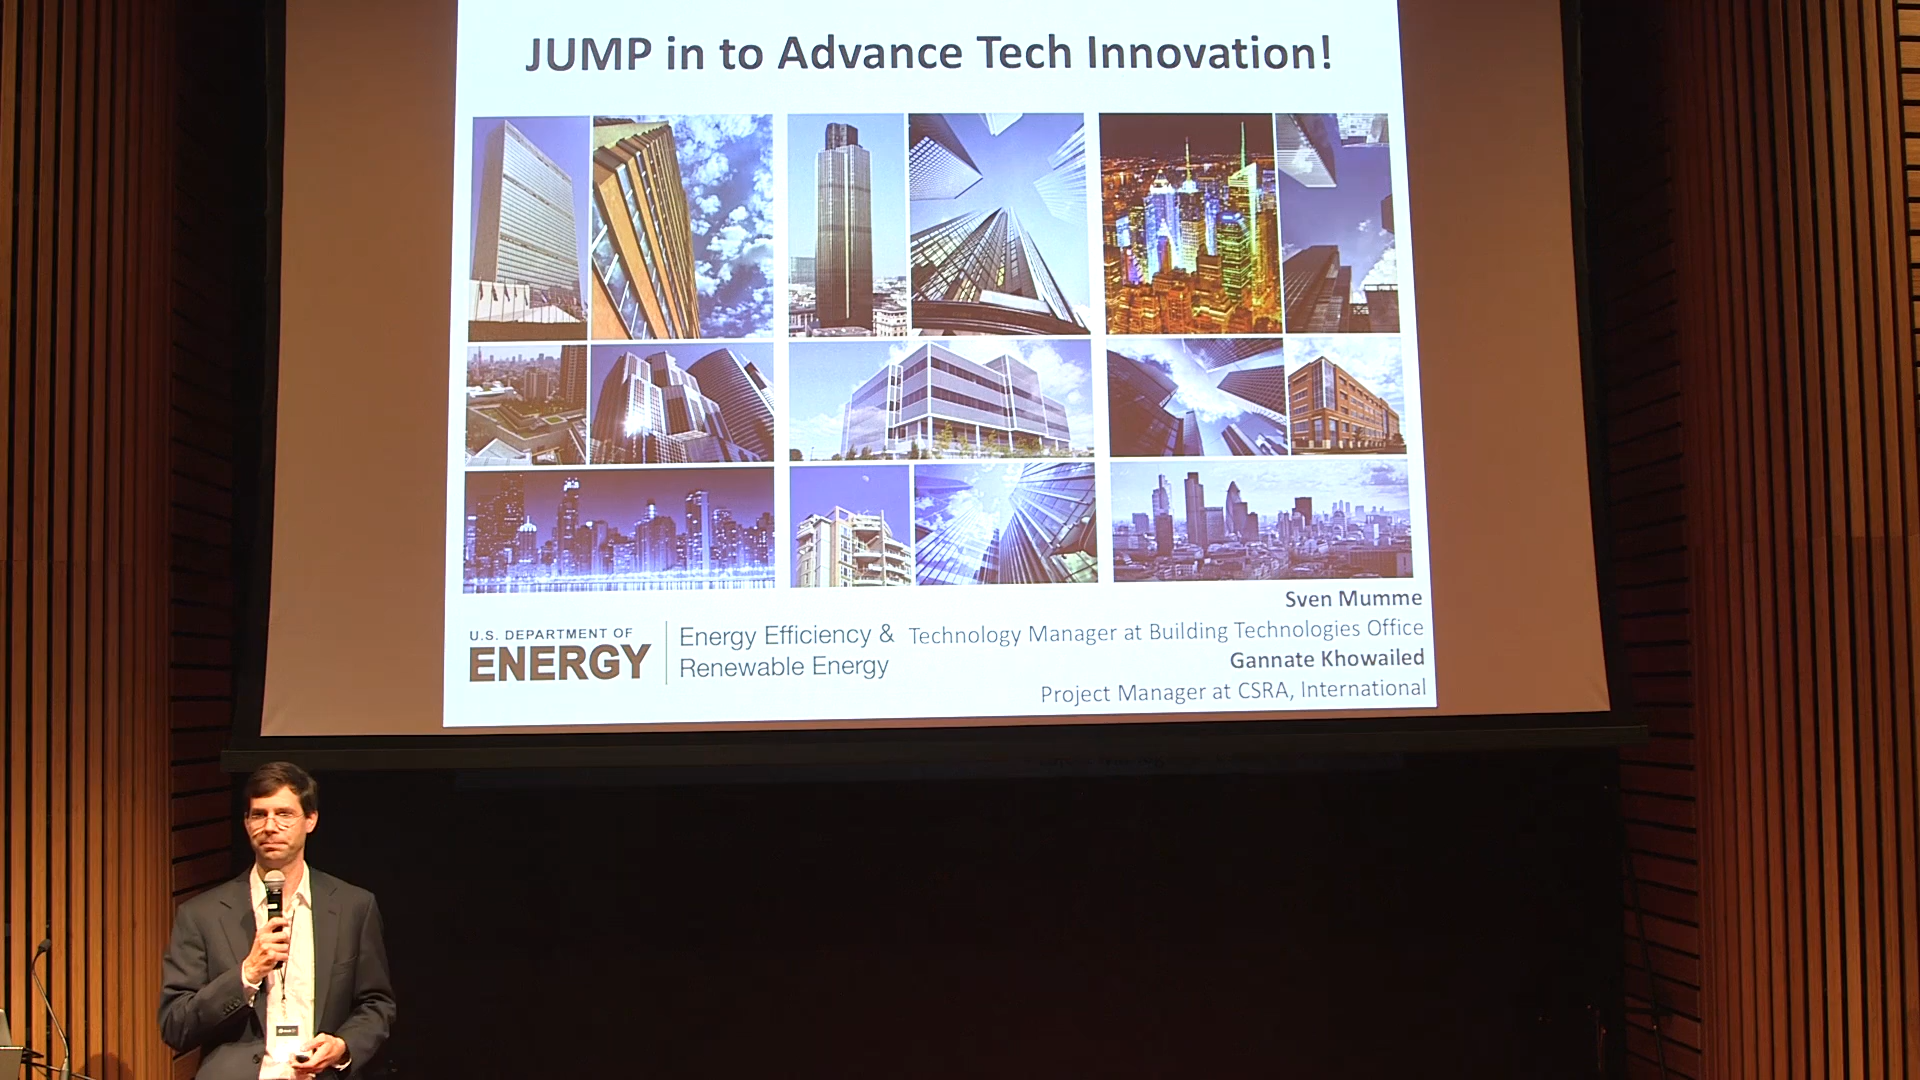 JUMP in to Advance Tech Innovation!
Sven Mumme
Technology Manager at Building Technologies Office
Gannate Khowailed
Project Manager at CSRA, International
U.S. DEPARTMENT OF
ENERGY
Energy Efficiency &
Renewable Energy